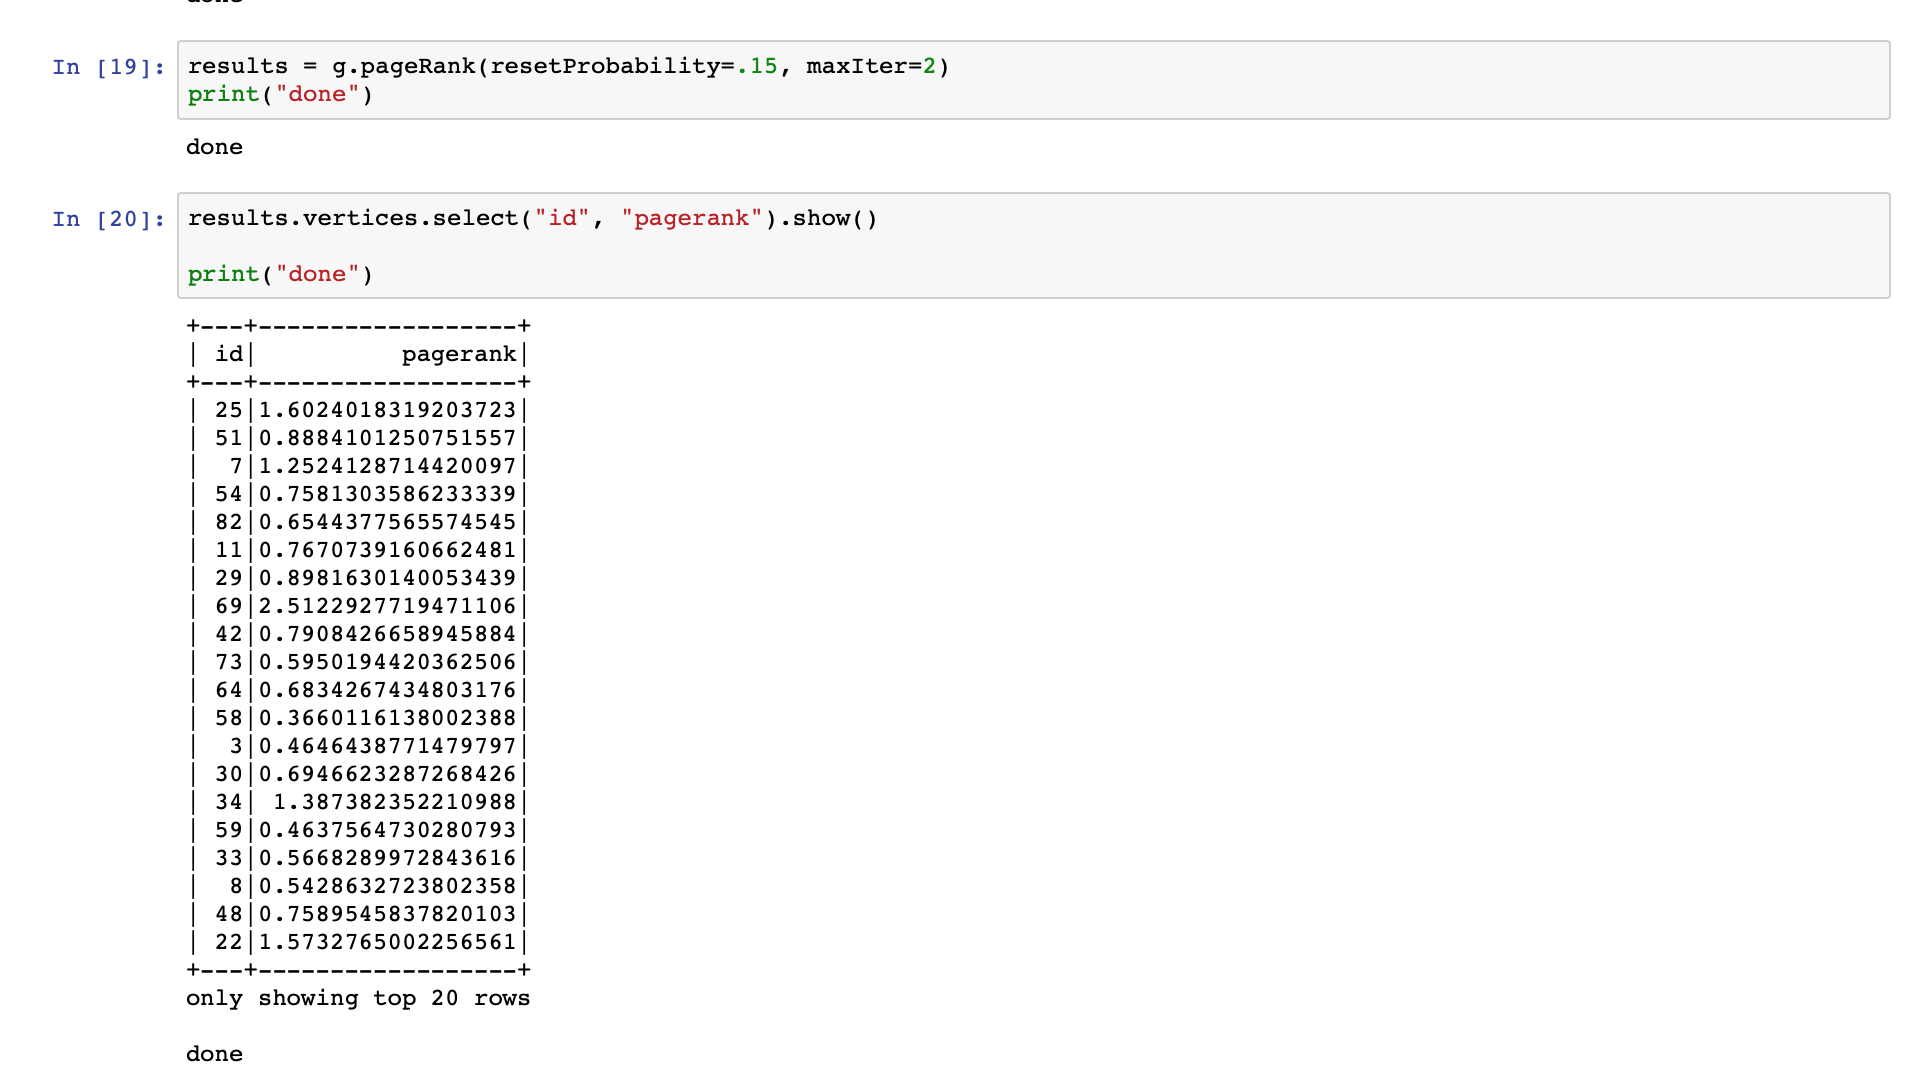 done
In [19]: results = g.pageRank(resetProbability=.15, maxIter=2)
print("done")
done
In [20]: results.vertices.select("id", "pagerank").show()
print("done")
+---+------------------+
| id|          pagerank|
+---+------------------+
| 25|1.6024018319203723|
| 51|0.8884101250751557|
|  7|1.2524128714420097|
| 54|0.7581303586233339|
| 82|0.6544377565574545|
| 11|0.7670739160662481|
| 29|0.8981630140053439|
| 69|2.5122927719471106|
| 42|0.7908426658945884|
| 73|0.5950194420362506|
| 64|0.6834267434803176|
| 58|0.3660116138002388|
|  3|0.4646438771479797|
| 30|0.6946623287268426|
| 34| 1.387382352210988|
| 59|0.4637564730280793|
| 33|0.5668289972843616|
|  8|0.5428632723802358|
| 48|0.7589545837820103|
| 22|1.5732765002256561|
+---+------------------+
only showing top 20 rows
done